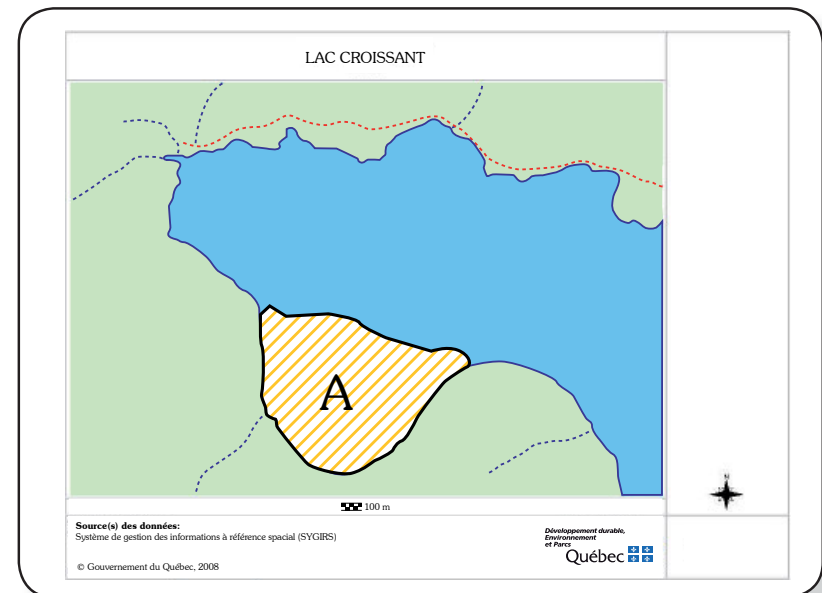 LAC CROISSANT
A
N
100 m
Source(s) des données:
Système de gestion des informations à référence spacial (SYGIRS)
© Gouvernement du Québec, 2008
Développement durable,
Environnement
et Parcs
Québec